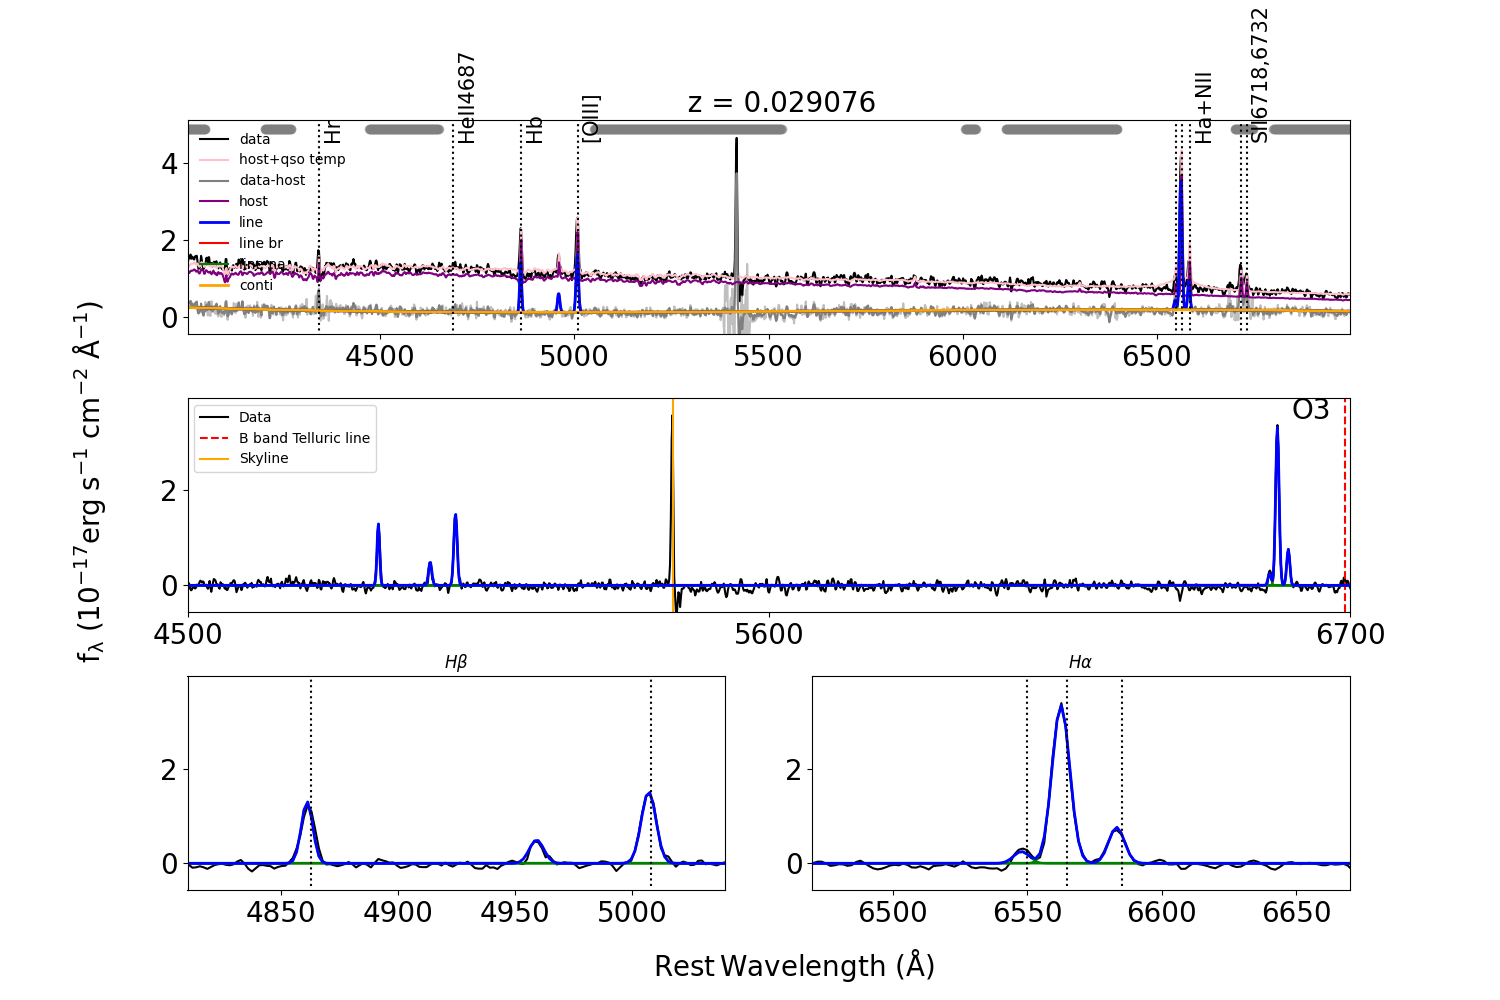 z = 0.029076
Hr
HeII4687
Hb
[OIII]
Ha+NII
SII6718,6732
data
host+qso temp
data-host
host
line
line br
conti
4
2
0
4500 5000 5500 6000 6500
Data
B band Telluric line
Skyline
O3
2
0
4500 5600 6700
fλ (10⁻¹⁷erg s⁻¹ cm⁻² Å⁻¹)
Hβ
Hα
2
0
4850 4900 4950 5000
2
0
6500 6550 6600 6650
Rest Wavelength (Å)